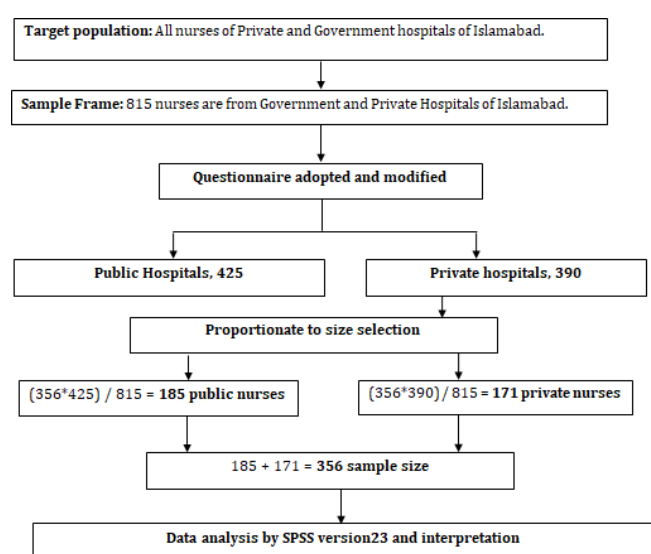 Target population: All nurses of Private and Government hospitals of Islamabad.
Sample Frame: 815 nurses are from Government and Private Hospitals of Islamabad.
Questionnaire adopted and modified
Public Hospitals, 425
Private hospitals, 390
Proportionate to size selection
(356*425) / 815 = 185 public nurses
(356*390) / 815 = 171 private nurses
185 + 171 = 356 sample size
Data analysis by SPSS version23 and interpretation